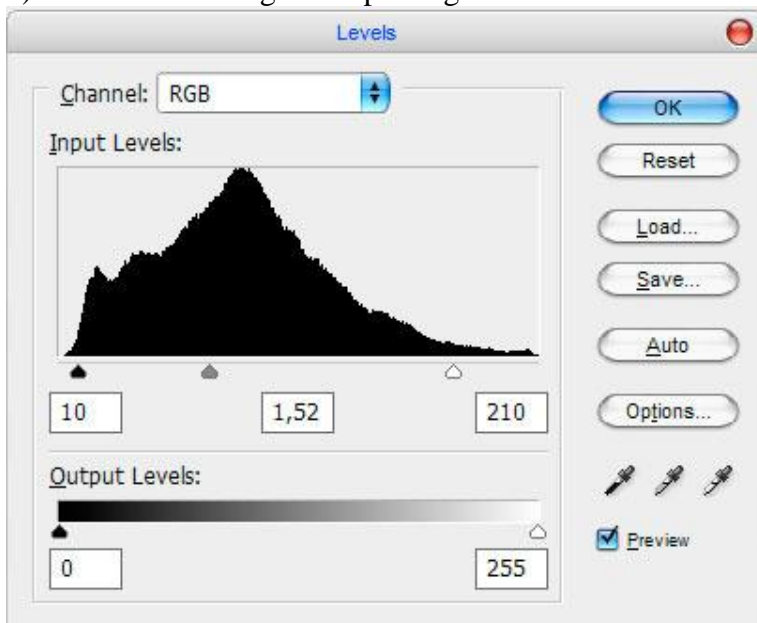 Levels
Channel: RGB
OK
Input Levels:
Reset
Load...
Save...
Auto
10 1,52 210
Options...
Output Levels:
Preview
0 255